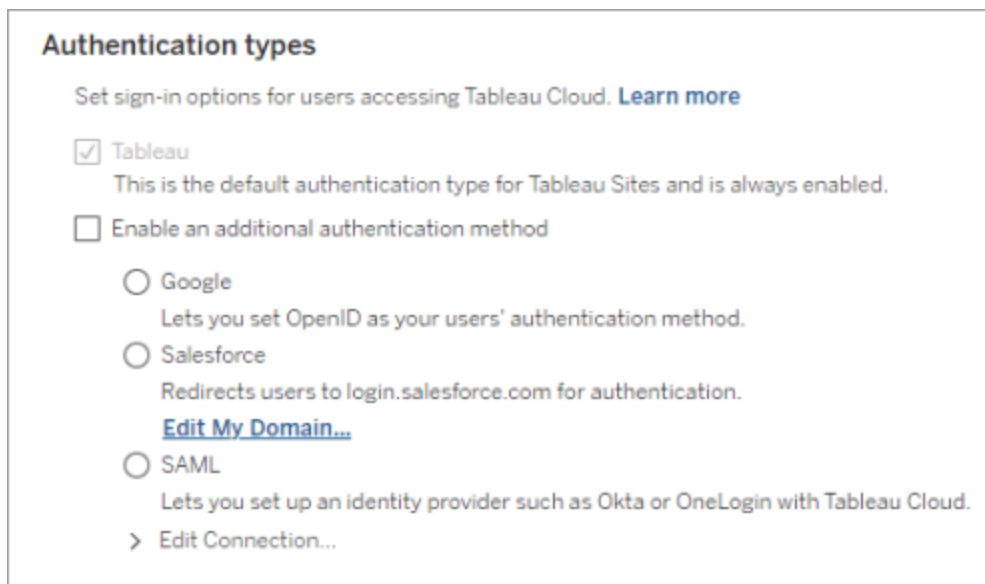 Authentication types
Set sign-in options for users accessing Tableau Cloud. Learn more
Tableau
This is the default authentication type for Tableau Sites and is always enabled.
Enable an additional authentication method
Google
Lets you set OpenID as your users' authentication method.
Salesforce
Redirects users to login.salesforce.com for authentication.
Edit My Domain...
SAML
Lets you set up an identity provider such as Okta or OneLogin with Tableau Cloud.
Edit Connection...